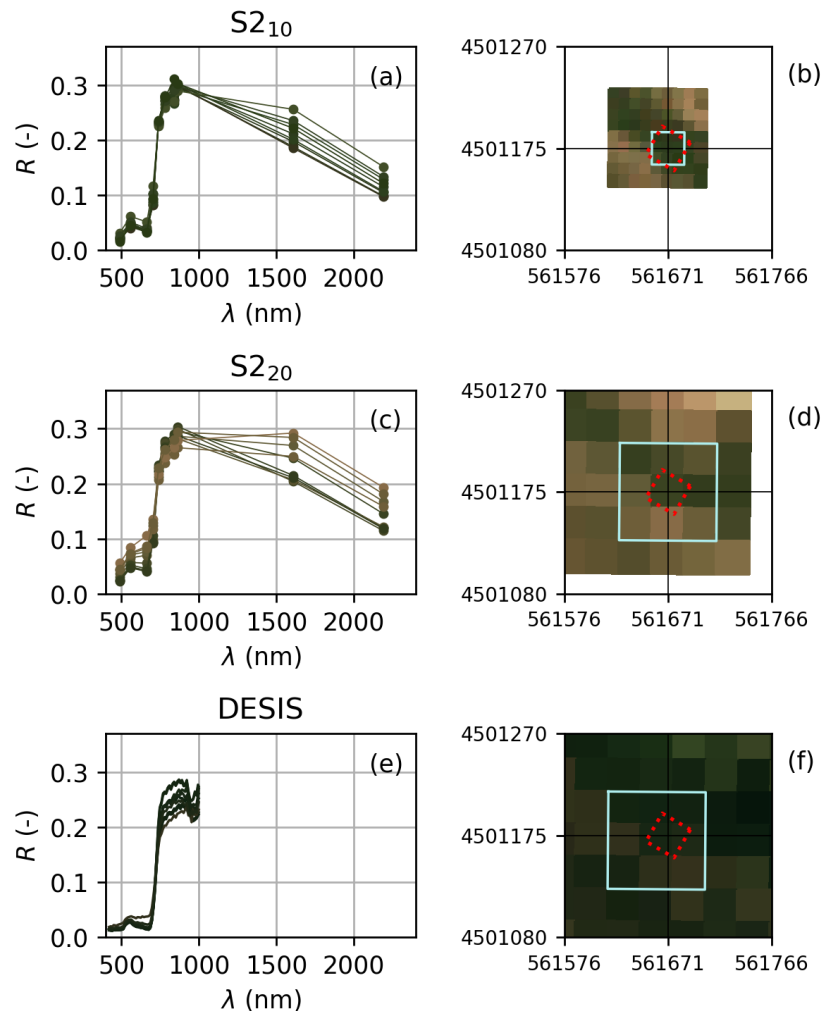 S2₁₀
(a)
0.3
0.2
0.1
0.0
R (-)
500 1000 1500 2000
λ (nm)
(b)
4501270
4501175
4501080
561576 561671 561766
S2₂₀
(c)
0.3
0.2
0.1
0.0
R (-)
500 1000 1500 2000
λ (nm)
(d)
4501270
4501175
4501080
561576 561671 561766
DESIS
(e)
0.3
0.2
0.1
0.0
R (-)
500 1000 1500 2000
λ (nm)
(f)
4501270
4501175
4501080
561576 561671 561766